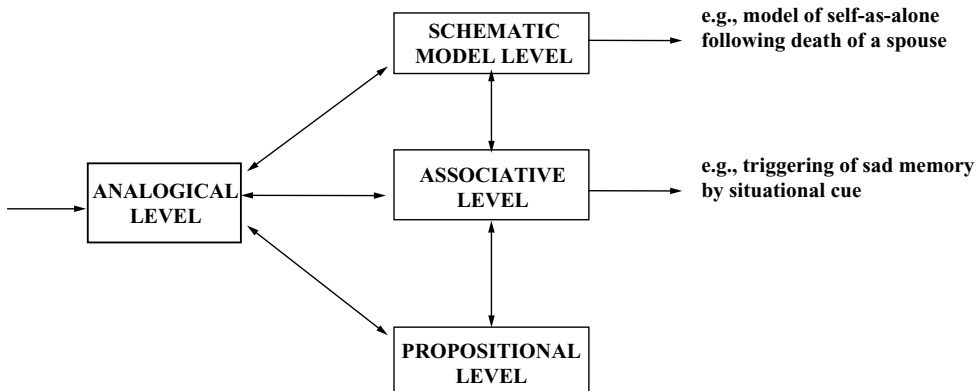 SCHEMATIC
MODEL LEVEL
e.g., model of self-as-alone
following death of a spouse
ANALOGICAL
LEVEL
ASSOCIATIVE
LEVEL
e.g., triggering of sad memory
by situational cue
PROPOSITIONAL
LEVEL